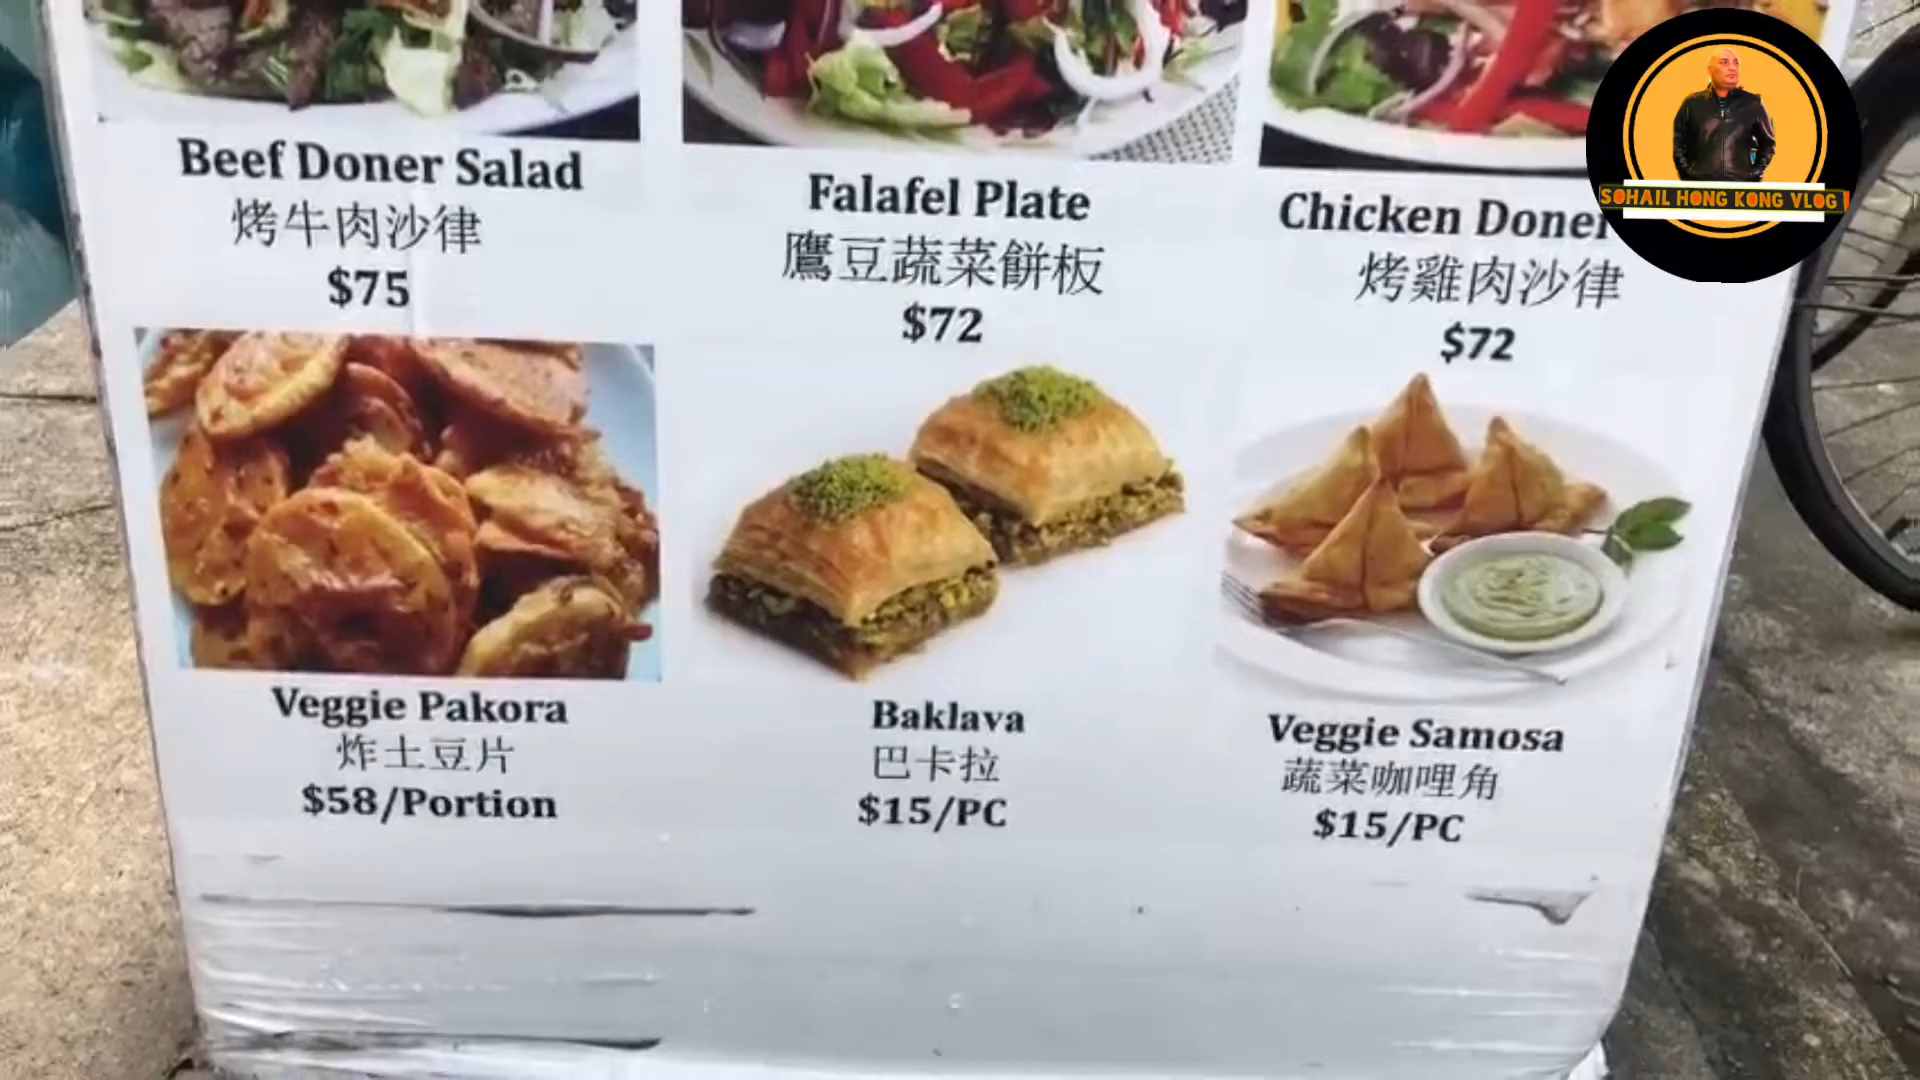 Beef Doner Salad
烤牛肉沙律
$75
Falafel Plate
鷹豆蔬菜餅板
$72
Chicken Doner
烤雞肉沙律
$72
SOHAIL HONG KONG VLOG
Veggie Pakora
炸土豆片
$58/Portion
Baklava
巴卡拉
$15/PC
Veggie Samosa
蔬菜咖哩角
$15/PC